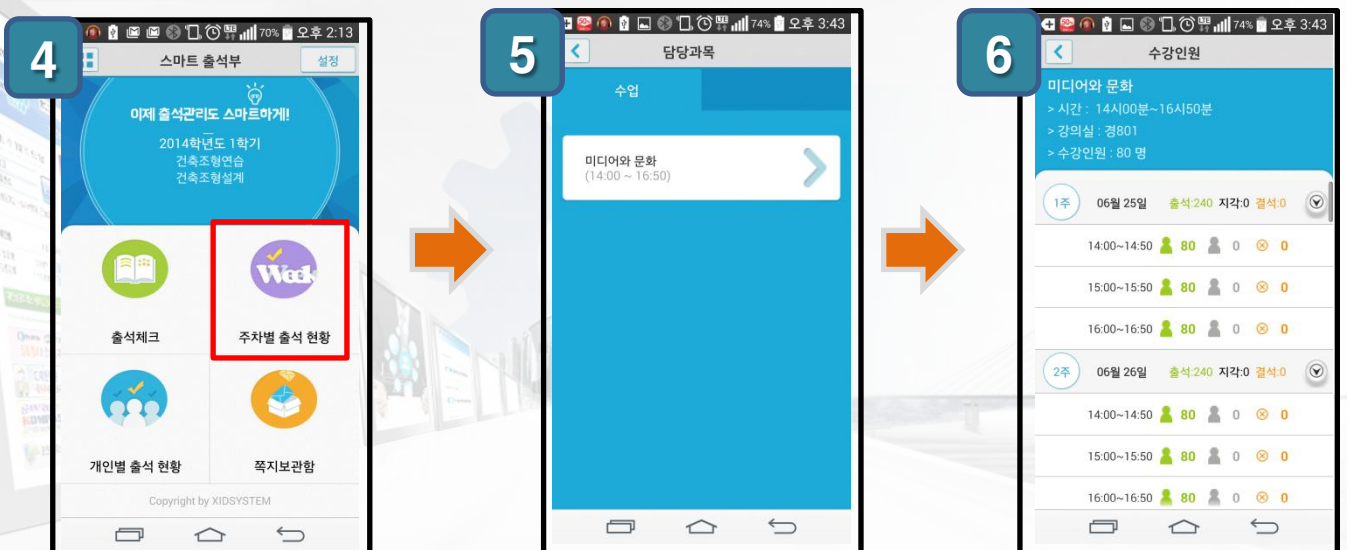 4
70% 오후 2:13
스마트 출석부
설정
이제 출석관리도 스마트하게!
2014학년도 1학기
건축조형연습
건축조형설계
Week
출석체크
주차별 출석 현황
개인별 출석 현황
쪽지보관함
Copyright by XIDSYSTEM
5
74% 오후 3:43
담당과목
수업
미디어와 문화
(14:00 ~ 16:50)
6
74% 오후 3:43
수강인원
미디어와 문화
> 시간 : 14시00분~16시50분
> 강의실 : 경801
> 수강인원 : 80 명
1주 06월 25일 출석:240 지각:0 결석:0
14:00~14:50 80 0 0
15:00~15:50 80 0 0
16:00~16:50 80 0 0
2주 06월 26일 출석:240 지각:0 결석:0
14:00~14:50 80 0 0
15:00~15:50 80 0 0
16:00~16:50 80 0 0